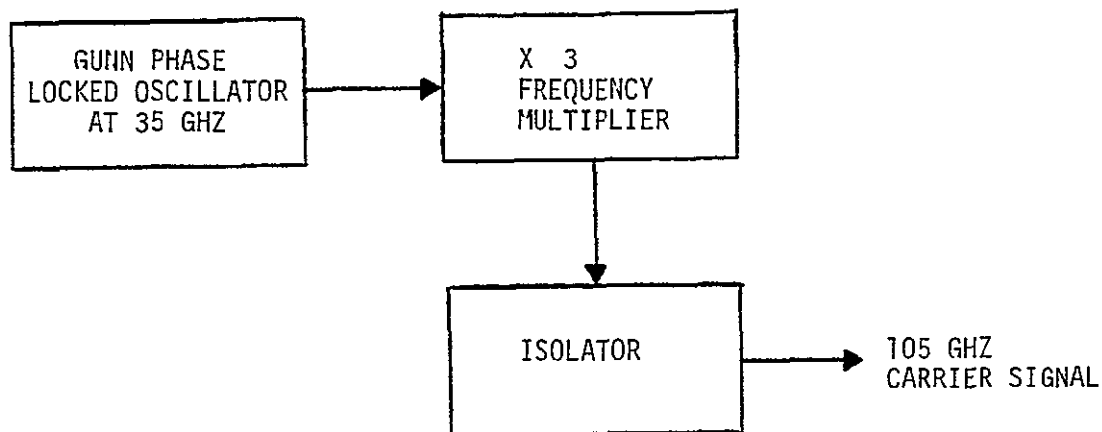 GUNN PHASE
LOCKED OSCILLATOR
AT 35 GHZ
X 3
FREQUENCY
MULTIPLIER
ISOLATOR
105 GHZ
CARRIER SIGNAL